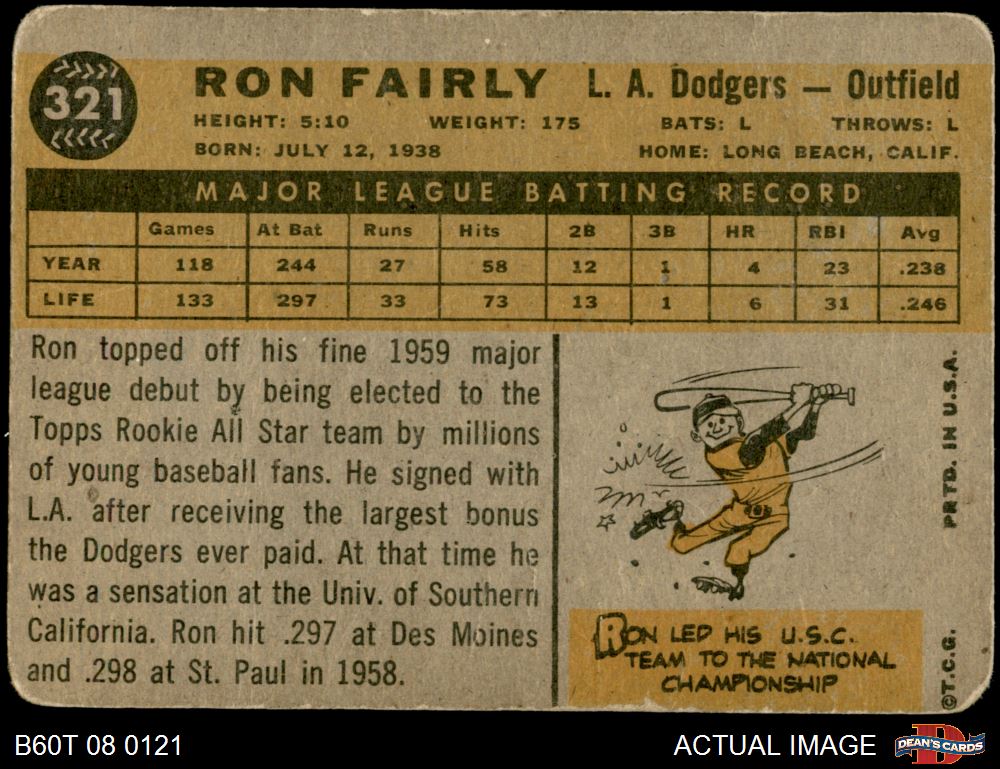 321
RON FAIRLY L. A. Dodgers — Outfield
HEIGHT: 5:10 WEIGHT: 175 BATS: L THROWS: L
BORN: JULY 12, 1938 HOME: LONG BEACH, CALIF.
MAJOR LEAGUE BATTING RECORD
Games At Bat Runs Hits 2B 3B HR RBI Avg
YEAR 118 244 27 58 12 1 4 23 .238
LIFE 133 297 33 73 13 1 6 31 .246
Ron topped off his fine 1959 major
league debut by being elected to the
Topps Rookie All Star team by millions
of young baseball fans. He signed with
L.A. after receiving the largest bonus
the Dodgers ever paid. At that time he
was a sensation at the Univ. of Southern
California. Ron hit .297 at Des Moines
and .298 at St. Paul in 1958.
RON LED HIS U.S.C.
TEAM TO THE NATIONAL
CHAMPIONSHIP
©T.C.G. PRTD. IN U.S.A.
B60T 08 0121
ACTUAL IMAGE
DEAN'S CARDS